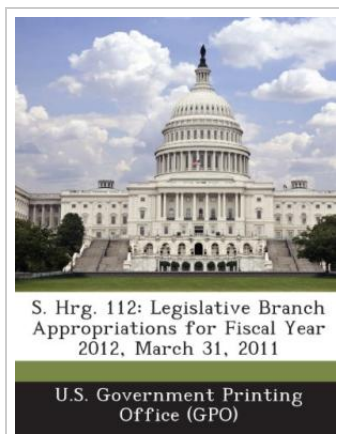 S. Hrg. 112: Legislative Branch
Appropriations for Fiscal Year
2012, March 31, 2011
U.S. Government Printing
Office (GPO)